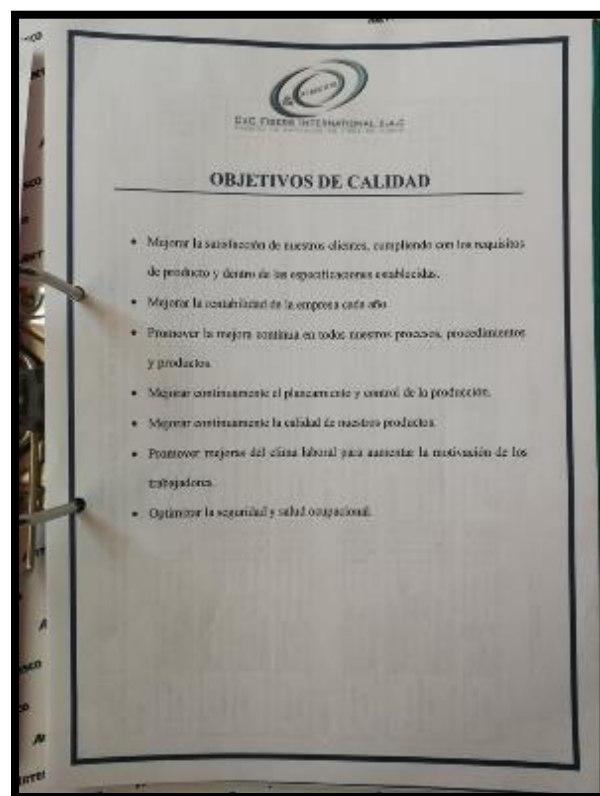 FIBERS
C&C FIBERS INTERNATIONAL S.A.C
OBJETIVOS DE CALIDAD
• Mejorar la satisfacción de nuestros clientes, cumpliendo con los requisitos
de producto y dentro de las especificaciones establecidas.
• Mejorar la rentabilidad de la empresa cada año.
• Promover la mejora continua en todos nuestros procesos, procedimientos
y productos.
• Mejorar continuamente el planeamiento y control de la producción.
• Mejorar continuamente la calidad de nuestros productos.
• Promover mejoras del clima laboral para aumentar la motivación de los
trabajadores.
• Optimizar la seguridad y salud ocupacional.